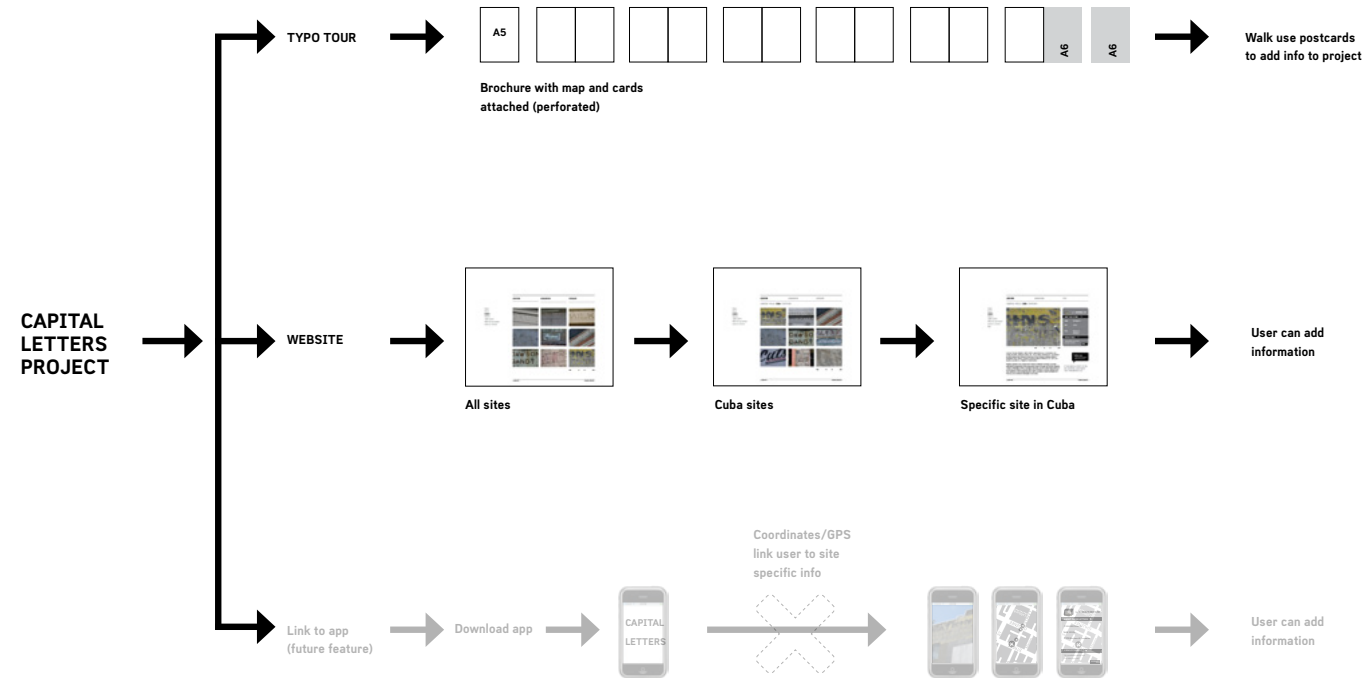 TYPO TOUR
A5
A6
A6
Walk use postcards
to add info to project
Brochure with map and cards
attached (perforated)
CAPITAL
LETTERS
PROJECT
WEBSITE
All sites
Cuba sites
Specific site in Cuba
User can add
information
Coordinates/GPS
link user to site
specific info
Link to app
(future feature)
Download app
CAPITAL
LETTERS
User can add
information